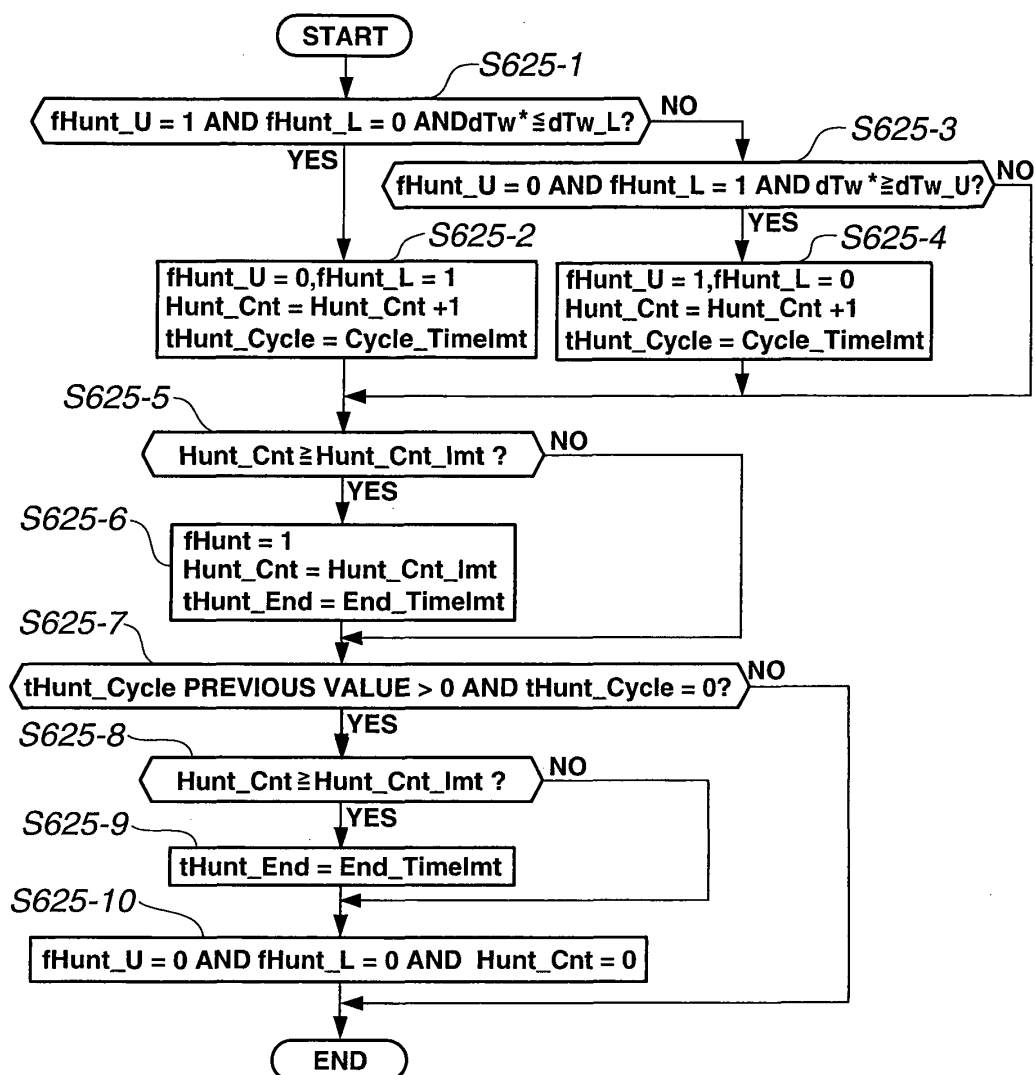 START
S625-1
fHunt_U = 1 AND fHunt_L = 0 ANDdTw*≦dTw_L?
NO
YES
S625-3
fHunt_U = 0 AND fHunt_L = 1 AND dTw*≧dTw_U?
NO
YES
S625-2
fHunt_U = 0,fHunt_L = 1
Hunt_Cnt = Hunt_Cnt +1
tHunt_Cycle = Cycle_Timelmt
S625-4
fHunt_U = 1,fHunt_L = 0
Hunt_Cnt = Hunt_Cnt +1
tHunt_Cycle = Cycle_Timelmt
S625-5
Hunt_Cnt≧Hunt_Cnt_lmt ?
NO
YES
S625-6
fHunt = 1
Hunt_Cnt = Hunt_Cnt_lmt
tHunt_End = End_Timelmt
S625-7
tHunt_Cycle PREVIOUS VALUE > 0 AND tHunt_Cycle = 0?
NO
YES
S625-8
Hunt_Cnt≧Hunt_Cnt_lmt ?
NO
YES
S625-9
tHunt_End = End_Timelmt
S625-10
fHunt_U = 0 AND fHunt_L = 0 AND Hunt_Cnt = 0
END